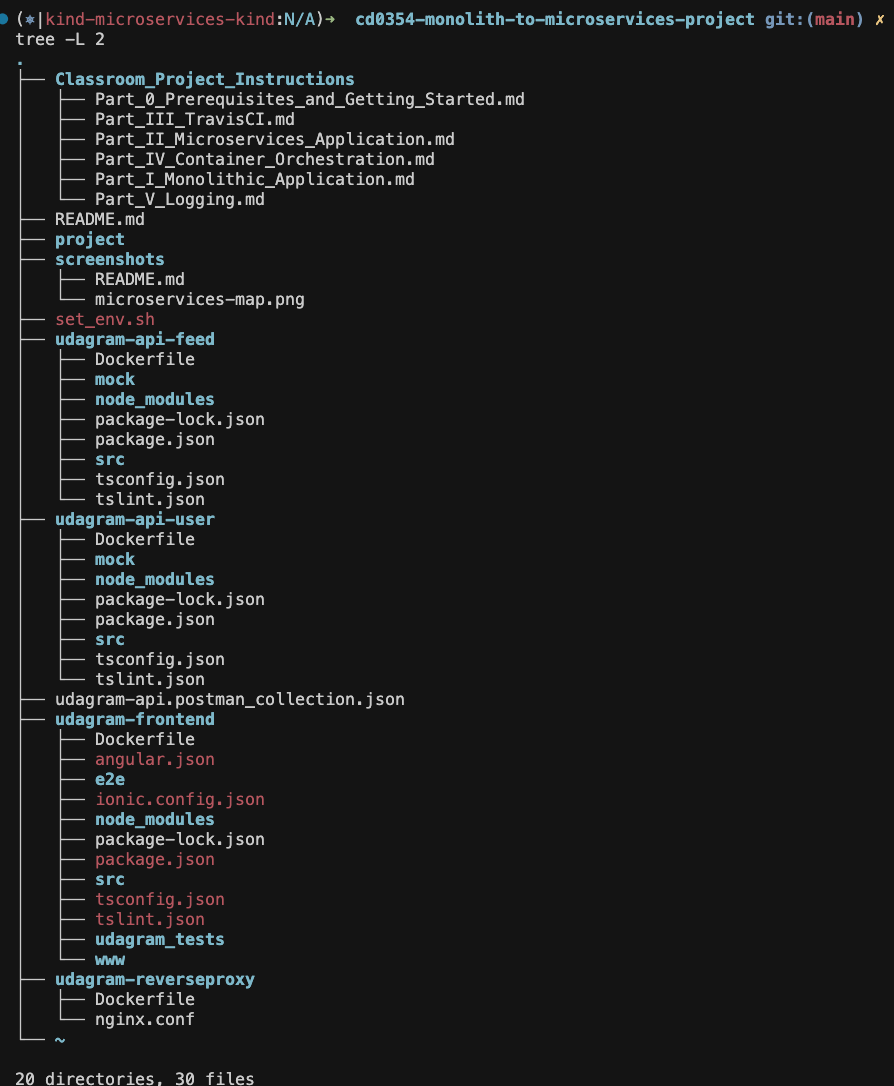 (⎈|kind-microservices-kind:N/A)➜  cd0354-monolith-to-microservices-project git:(main) ✗
tree -L 2
.
├── Classroom_Project_Instructions
│   ├── Part_0_Prerequisites_and_Getting_Started.md
│   ├── Part_III_TravisCI.md
│   ├── Part_II_Microservices_Application.md
│   ├── Part_IV_Container_Orchestration.md
│   ├── Part_I_Monolithic_Application.md
│   └── Part_V_Logging.md
├── README.md
├── project
├── screenshots
│   ├── README.md
│   └── microservices-map.png
├── set_env.sh
├── udagram-api-feed
│   ├── Dockerfile
│   ├── mock
│   ├── node_modules
│   ├── package-lock.json
│   ├── package.json
│   ├── src
│   ├── tsconfig.json
│   └── tslint.json
├── udagram-api-user
│   ├── Dockerfile
│   ├── mock
│   ├── node_modules
│   ├── package-lock.json
│   ├── package.json
│   ├── src
│   ├── tsconfig.json
│   └── tslint.json
├── udagram-api.postman_collection.json
├── udagram-frontend
│   ├── Dockerfile
│   ├── angular.json
│   ├── e2e
│   ├── ionic.config.json
│   ├── node_modules
│   ├── package-lock.json
│   ├── package.json
│   ├── src
│   ├── tsconfig.json
│   ├── tslint.json
│   ├── udagram_tests
│   └── www
├── udagram-reverseproxy
│   ├── Dockerfile
│   └── nginx.conf
└── ~
20 directories, 30 files